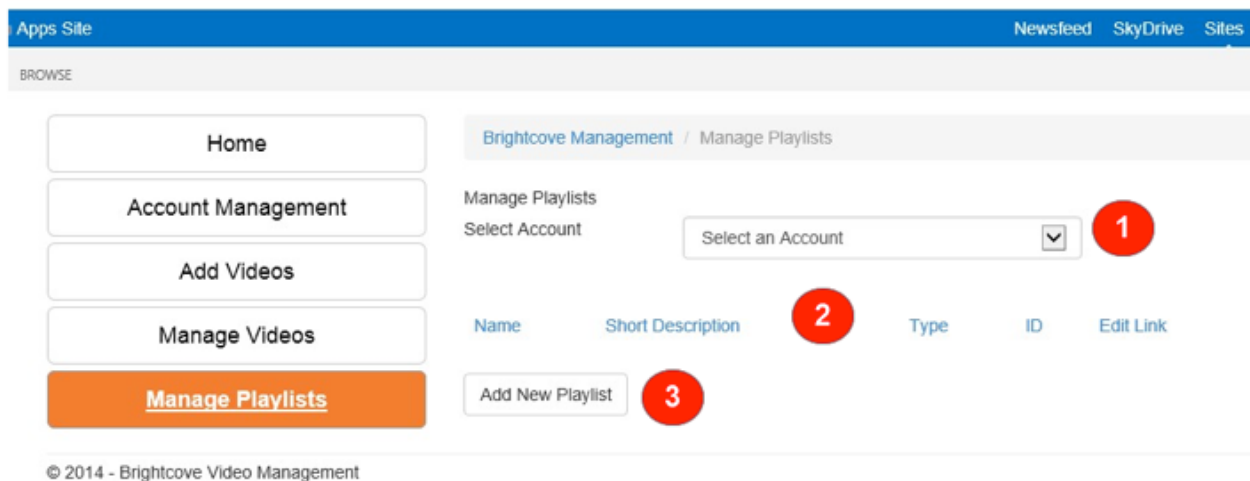 Apps Site Newsfeed SkyDrive Sites
BROWSE
Home
Account Management
Add Videos
Manage Videos
Manage Playlists
Brightcove Management / Manage Playlists
Manage Playlists
Select Account Select an Account 1
Name Short Description 2 Type ID Edit Link
Add New Playlist 3
© 2014 - Brightcove Video Management